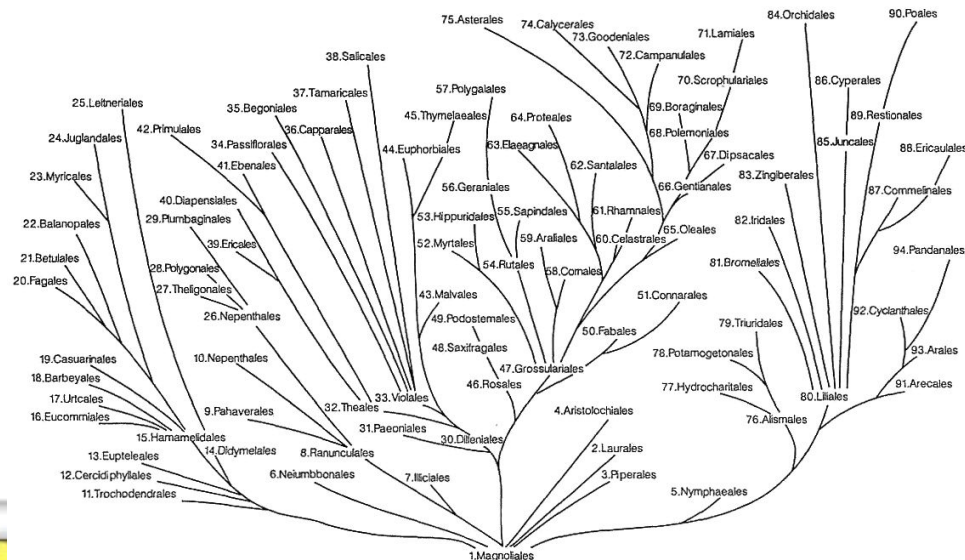 84.Orchidales
90.Poales
75.Asterales
74.Calycerales
73.Goodeniales
71.Lamiales
72.Campanulales
38.Salicales
70.Scrophulariales
86.Cyperales
37.Tamaricales
57.Polygalales
25.Leitneriales
35.Begoniales
69.Boraginales
89.Restionales
45.Thymelaeales
64.Proteales
42.Primulales
36.Capparales
68.Polemoniales
24.Juglandales
34.Passiflorales
63.Elaeagnales
85.Juncales
44.Euphorbiales
88.Ericaulales
67.Dipsacales
41.Ebenales
62.Santalales
83.Zingiberales
23.Myricales
56.Geraniales
66.Gentianales
87.Commelinales
40.Diapensiales
61.Rhamnales
53.Hippuridales
55.Sapindales
29.Plumbaginales
82.Iridales
22.Balanopales
65.Oleales
59.Araliales
60.Celastrales
39.Ericales
52.Myrtales
94.Pandanales
21.Betulales
81.Bromeliales
54.Rutales
28.Polygonales
58.Cornales
20.Fagales
27.Theligonales
43.Malvales
51.Connarales
92.Cyclanthales
26.Nepenthales
49.Podostemales
79.Triuridales
50.Fabales
48.Saxifragales
93.Arales
19.Casuarinales
10.Nepenthales
78.Potamogetonales
47.Grossulariales
18.Barbeyales
46.Rosales
77.Hydrocharitales
91.Arecales
17.Urtcales
33.Violales
80.Liliales
32.Theales
9.Pahaverales
4.Aristolochiales
16.Eucommiales
76.Alismales
31.Paeoniales
15.Hamamelidales
30.Dilleniales
14.Didymelales
2.Laurales
13.Eupteleales
8.Ranunculales
12.Cercidiphyllales
6.Neiumbbonales
7.Illiciales
3.Piperales
11.Trochodendrales
5.Nymphaeales
1.Magnoliales